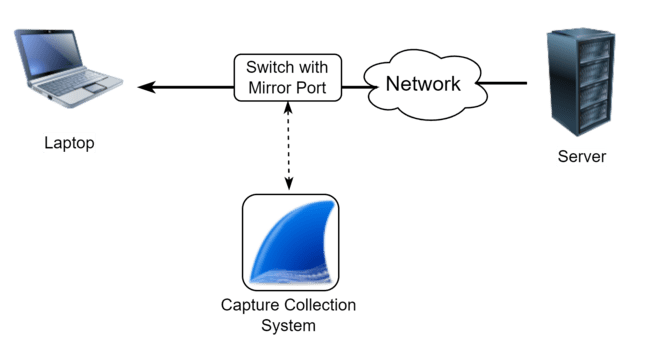 Switch with
Mirror Port
Network
Laptop
Server
Capture Collection
System